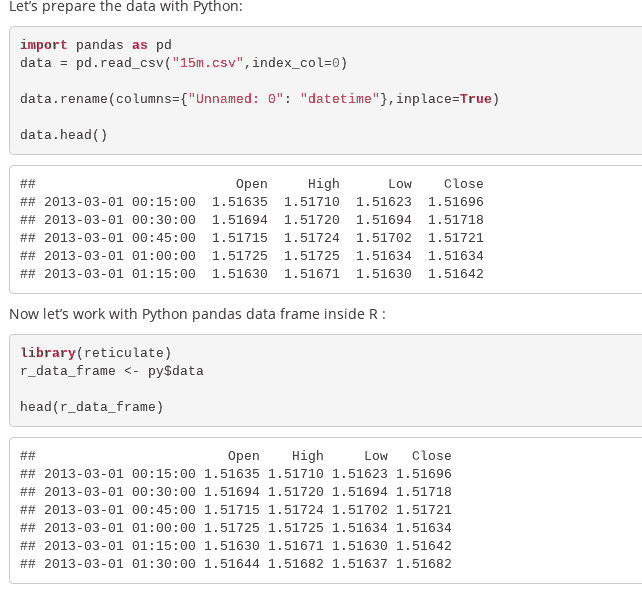 Let’s prepare the data with Python:
import pandas as pd
data = pd.read_csv("15m.csv",index_col=0)
data.rename(columns={"Unnamed: 0": "datetime"},inplace=True)
data.head()
##                         Open     High      Low    Close
## 2013-03-01 00:15:00  1.51635  1.51710  1.51623  1.51696
## 2013-03-01 00:30:00  1.51694  1.51720  1.51694  1.51718
## 2013-03-01 00:45:00  1.51715  1.51724  1.51702  1.51721
## 2013-03-01 01:00:00  1.51725  1.51725  1.51634  1.51634
## 2013-03-01 01:15:00  1.51630  1.51671  1.51630  1.51642
Now let’s work with Python pandas data frame inside R :
library(reticulate)
r_data_frame <- py$data
head(r_data_frame)
##                        Open    High     Low   Close
## 2013-03-01 00:15:00 1.51635 1.51710 1.51623 1.51696
## 2013-03-01 00:30:00 1.51694 1.51720 1.51694 1.51718
## 2013-03-01 00:45:00 1.51715 1.51724 1.51702 1.51721
## 2013-03-01 01:00:00 1.51725 1.51725 1.51634 1.51634
## 2013-03-01 01:15:00 1.51630 1.51671 1.51630 1.51642
## 2013-03-01 01:30:00 1.51644 1.51682 1.51637 1.51682